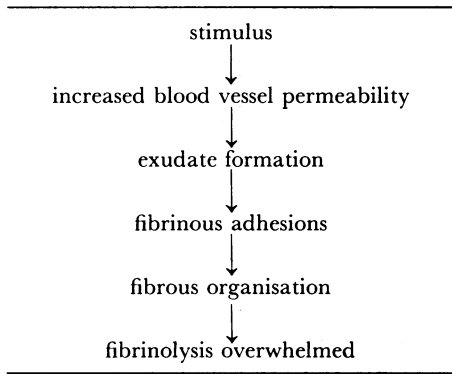 stimulus
increased blood vessel permeability
exudate formation
fibrinous adhesions
fibrous organisation
fibrinolysis overwhelmed